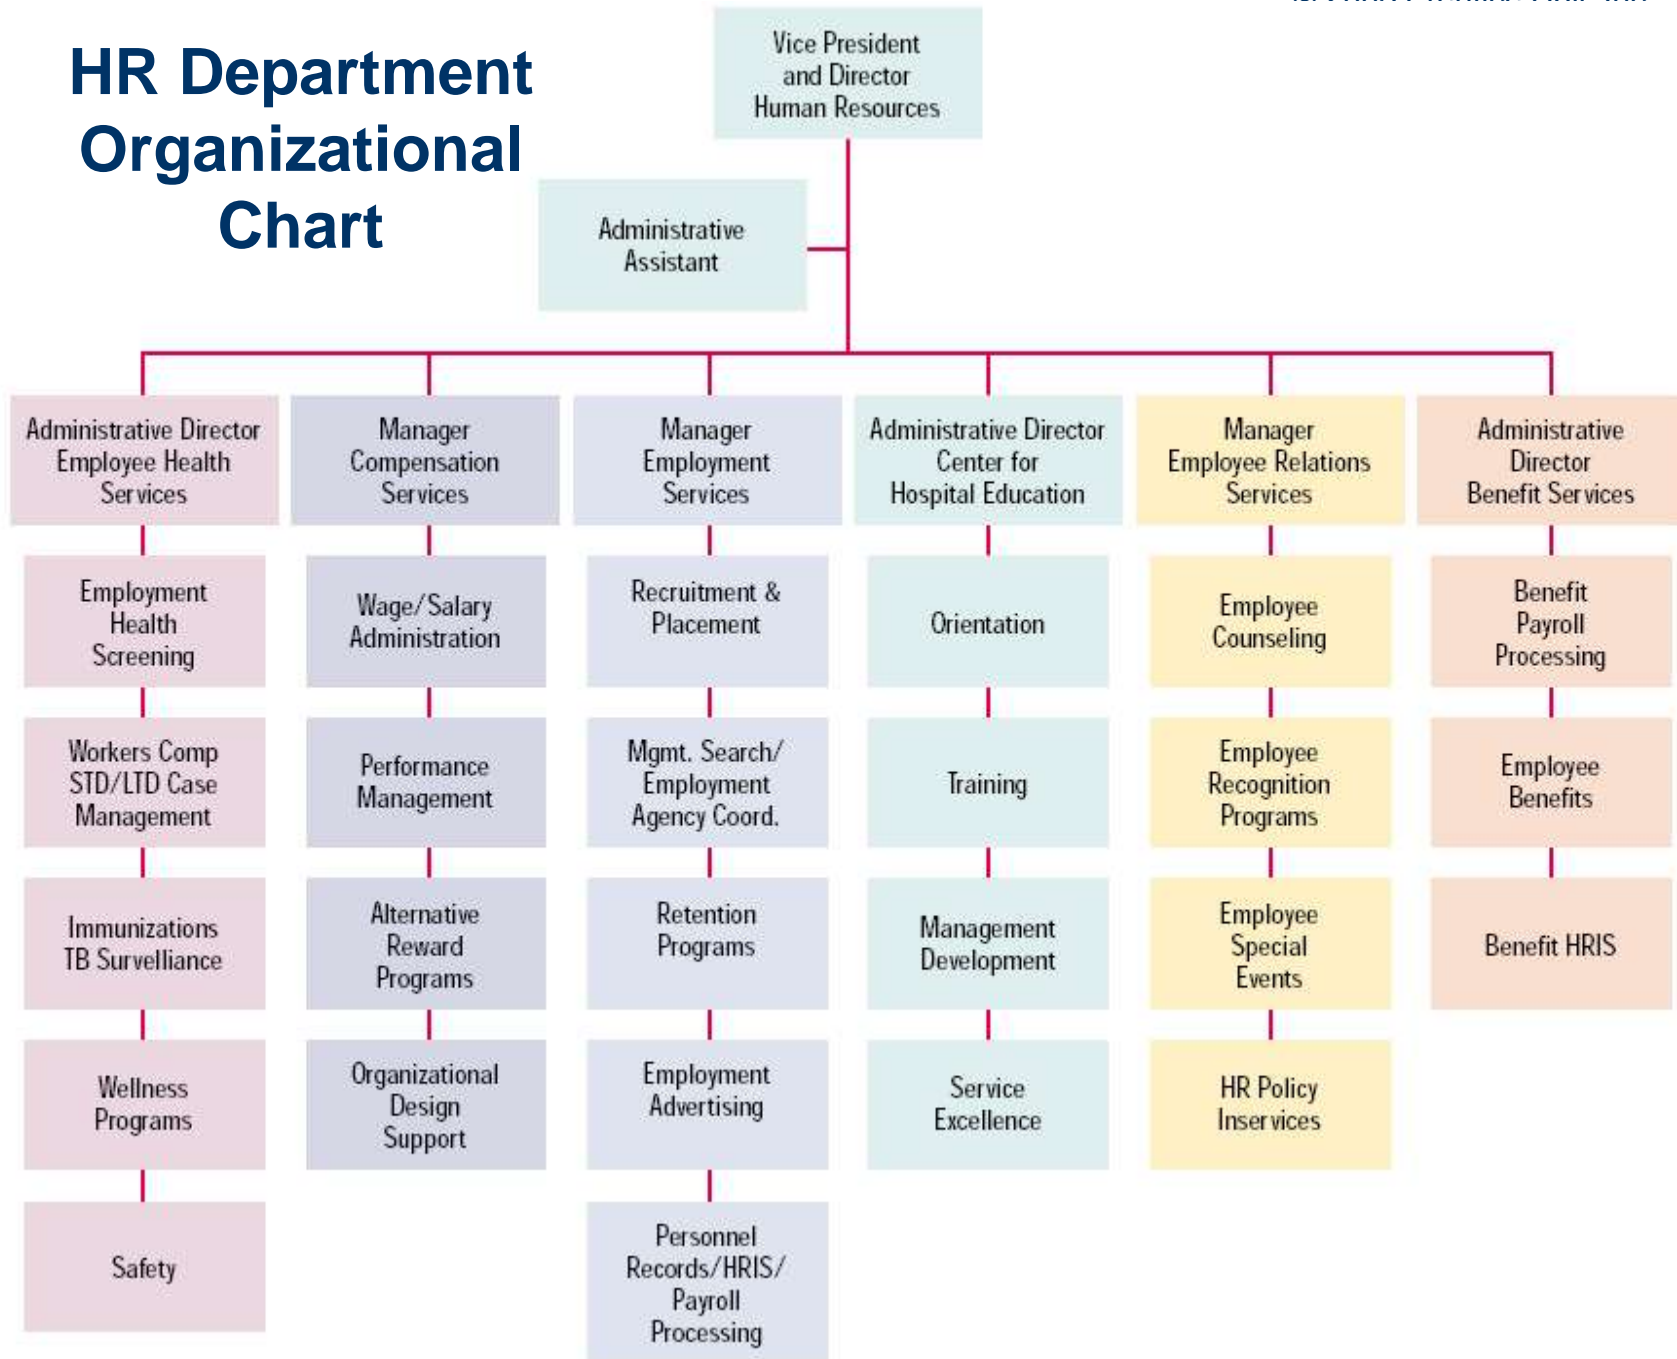 HR Department
Organizational
Chart
Vice President
and Director
Human Resources
Administrative
Assistant
Administrative Director
Employee Health
Services
Employment
Health
Screening
Workers Comp
STD/LTD Case
Management
Immunizations
TB Survelliance
Wellness
Programs
Safety
Manager
Compensation
Services
Wage/Salary
Administration
Performance
Management
Alternative
Reward
Programs
Organizational
Design
Support
Manager
Employment
Services
Recruitment &
Placement
Mgmt. Search/
Employment
Agency Coord.
Retention
Programs
Employment
Advertising
Personnel
Records/HRIS/
Payroll
Processing
Administrative Director
Center for
Hospital Education
Orientation
Training
Management
Development
Service
Excellence
Manager
Employee Relations
Services
Employee
Counseling
Employee
Recognition
Programs
Employee
Special
Events
HR Policy
Inservices
Administrative
Director
Benefit Services
Benefit
Payroll
Processing
Employee
Benefits
Benefit HRIS